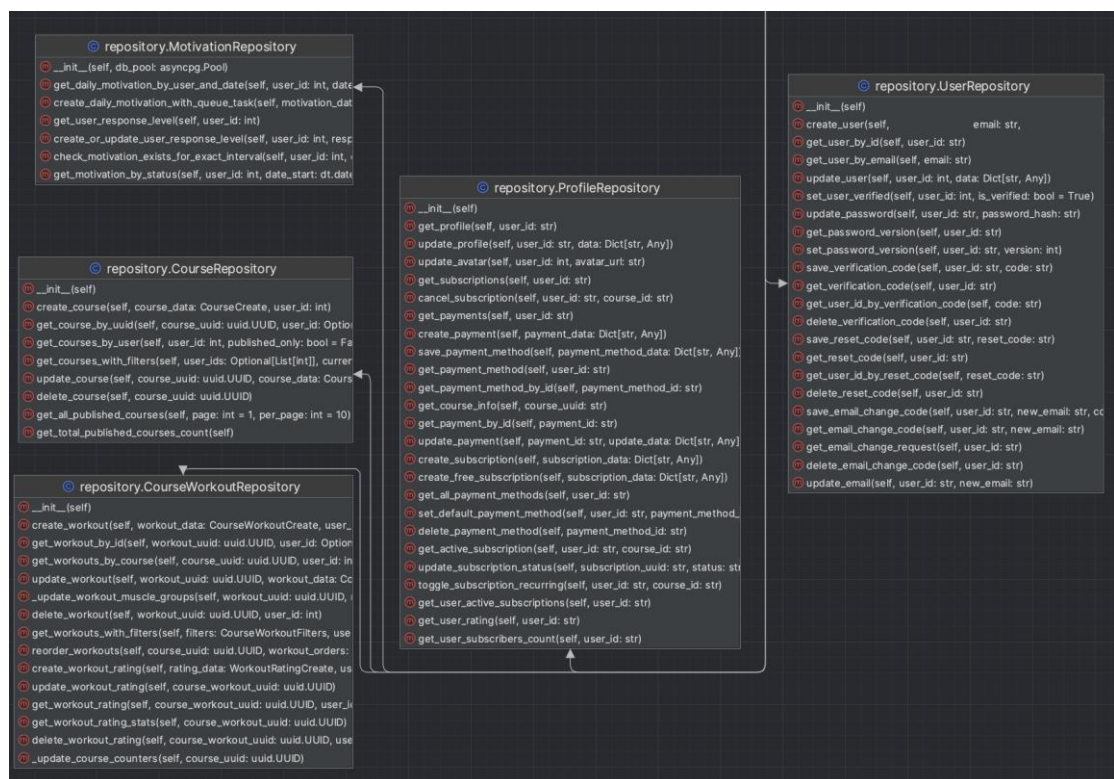 repository.MotivationRepository
__init__(self, db_pool: asyncpg.Pool)
get_daily_motivation_by_user_and_date(self, user_id: int, date
create_daily_motivation_with_queue_task(self, motivation_dat
get_user_response_level(self, user_id: int)
create_or_update_user_response_level(self, user_id: int, resp
check_motivation_exists_for_exact_interval(self, user_id: int,
get_motivation_by_status(self, user_id: int, date_start: dt.date
repository.CourseRepository
__init__(self)
create_course(self, course_data: CourseCreate, user_id: int)
get_course_by_uuid(self, course_uuid: uuid.UUID, user_id: Optio
get_courses_by_user(self, user_id: int, published_only: bool = Fa
get_courses_with_filters(self, user_ids: Optional[List[int]], currer
update_course(self, course_uuid: uuid.UUID, course_data: Cours
delete_course(self, course_uuid: uuid.UUID)
get_all_published_courses(self, page: int = 1, per_page: int = 10)
get_total_published_courses_count(self)
repository.CourseWorkoutRepository
__init__(self)
create_workout(self, workout_data: CourseWorkoutCreate, user_
get_workout_by_id(self, workout_uuid: uuid.UUID, user_id: Option
get_workouts_by_course(self, course_uuid: uuid.UUID, user_id: in
update_workout(self, workout_uuid: uuid.UUID, workout_data: Co
_update_workout_muscle_groups(self, workout_uuid: uuid.UUID,
delete_workout(self, workout_uuid: uuid.UUID, user_id: int)
get_workouts_with_filters(self, filters: CourseWorkoutFilters, use
reorder_workouts(self, course_uuid: uuid.UUID, workout_orders:
create_workout_rating(self, rating_data: WorkoutRatingCreate, us
update_workout_rating(self, course_workout_uuid: uuid.UUID)
get_workout_rating(self, course_workout_uuid: uuid.UUID, user_i
get_workout_rating_stats(self, course_workout_uuid: uuid.UUID)
delete_workout_rating(self, course_workout_uuid: uuid.UUID, use
_update_course_counters(self, course_uuid: uuid.UUID)
repository.ProfileRepository
__init__(self)
get_profile(self, user_id: str)
update_profile(self, user_id: str, data: Dict[str, Any])
update_avatar(self, user_id: int, avatar_url: str)
get_subscriptions(self, user_id: str)
cancel_subscription(self, user_id: str, course_id: str)
get_payments(self, user_id: str)
create_payment(self, payment_data: Dict[str, Any])
save_payment_method(self, payment_method_data: Dict[str, Any]
get_payment_method(self, user_id: str)
get_payment_method_by_id(self, payment_method_id: str)
get_course_info(self, course_uuid: str)
get_payment_by_id(self, payment_id: str)
update_payment(self, payment_id: str, update_data: Dict[str, Any]
create_subscription(self, subscription_data: Dict[str, Any])
create_free_subscription(self, subscription_data: Dict[str, Any])
get_all_payment_methods(self, user_id: str)
set_default_payment_method(self, user_id: str, payment_method_
delete_payment_method(self, payment_method_id: str)
get_active_subscription(self, user_id: str, course_id: str)
update_subscription_status(self, subscription_uuid: str, status: str
toggle_subscription_recurring(self, user_id: str, course_id: str)
get_user_active_subscriptions(self, user_id: str)
get_user_rating(self, user_id: str)
get_user_subscribers_count(self, user_id: str)
repository.UserRepository
__init__(self)
create_user(self, email: str,
get_user_by_id(self, user_id: str)
get_user_by_email(self, email: str)
update_user(self, user_id: int, data: Dict[str, Any])
set_user_verified(self, user_id: int, is_verified: bool = True)
update_password(self, user_id: str, password_hash: str)
get_password_version(self, user_id: str)
set_password_version(self, user_id: str, version: int)
save_verification_code(self, user_id: str, code: str)
get_verification_code(self, user_id: str)
get_user_id_by_verification_code(self, code: str)
delete_verification_code(self, user_id: str)
save_reset_code(self, user_id: str, reset_code: str)
get_reset_code(self, user_id: str)
get_user_id_by_reset_code(self, reset_code: str)
delete_reset_code(self, user_id: str)
save_email_change_code(self, user_id: str, new_email: str, co
get_email_change_code(self, user_id: str, new_email: str)
get_email_change_request(self, user_id: str)
delete_email_change_code(self, user_id: str)
update_email(self, user_id: str, new_email: str)